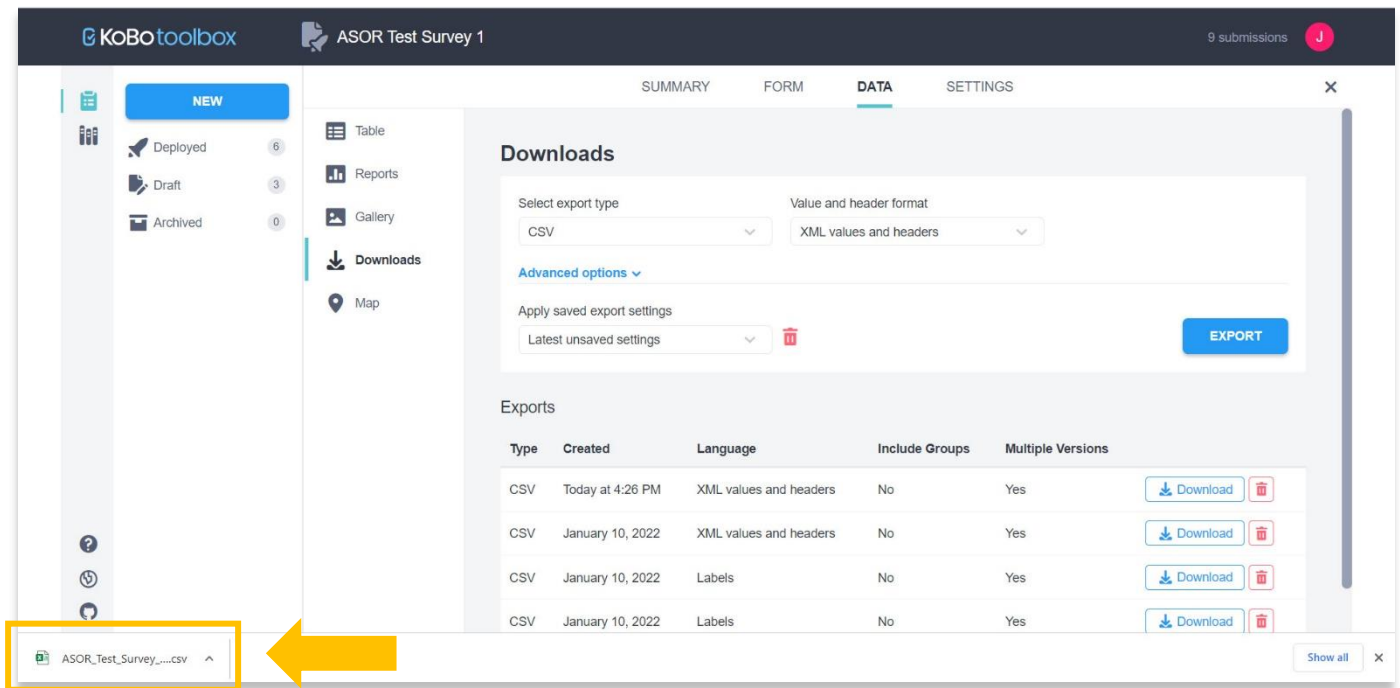 KoBotoolbox
ASOR Test Survey 1
9 submissions
J
NEW
Deployed 6
Draft 3
Archived 0
SUMMARY FORM DATA SETTINGS
Table
Reports
Gallery
Downloads
Map
Downloads
Select export type
CSV
Value and header format
XML values and headers
Advanced options
Apply saved export settings
Latest unsaved settings
EXPORT
Exports
Type Created Language Include Groups Multiple Versions
CSV Today at 4:26 PM XML values and headers No Yes Download
CSV January 10, 2022 XML values and headers No Yes Download
CSV January 10, 2022 Labels No Yes Download
CSV January 10, 2022 Labels No Yes Download
ASOR_Test_Survey_....csv
Show all